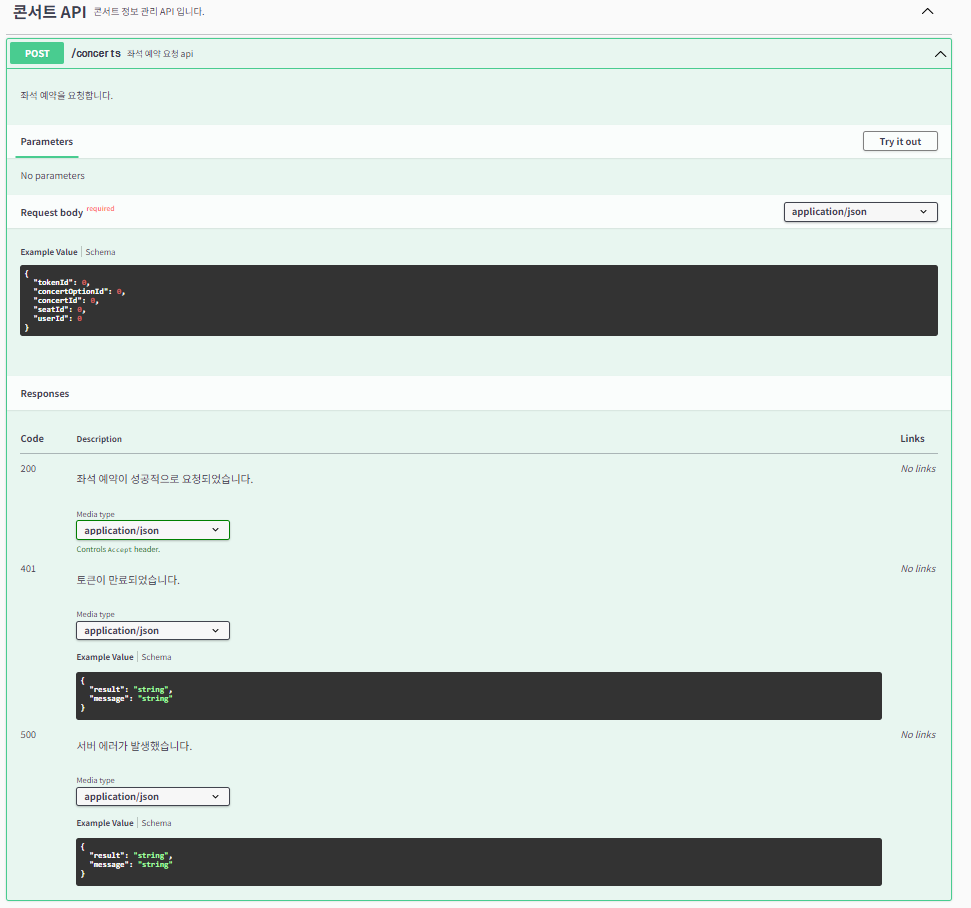 콘서트 API 콘서트 정보 관리 API 입니다.
POST /concerts 좌석 예약 요청 api
좌석 예약을 요청합니다.
Parameters Try it out
No parameters
Request body required application/json
Example Value | Schema
{
"tokenId": 0,
"concertOptionId": 0,
"concertId": 0,
"seatId": 0,
"userId": 0
}
Responses
Code Description Links
200 No links
좌석 예약이 성공적으로 요청되었습니다.
Media type
application/json
Controls Accept header.
401 No links
토큰이 만료되었습니다.
Media type
application/json
Example Value | Schema
{
"result": "string",
"message": "string"
}
500 No links
서버 에러가 발생했습니다.
Media type
application/json
Example Value | Schema
{
"result": "string",
"message": "string"
}